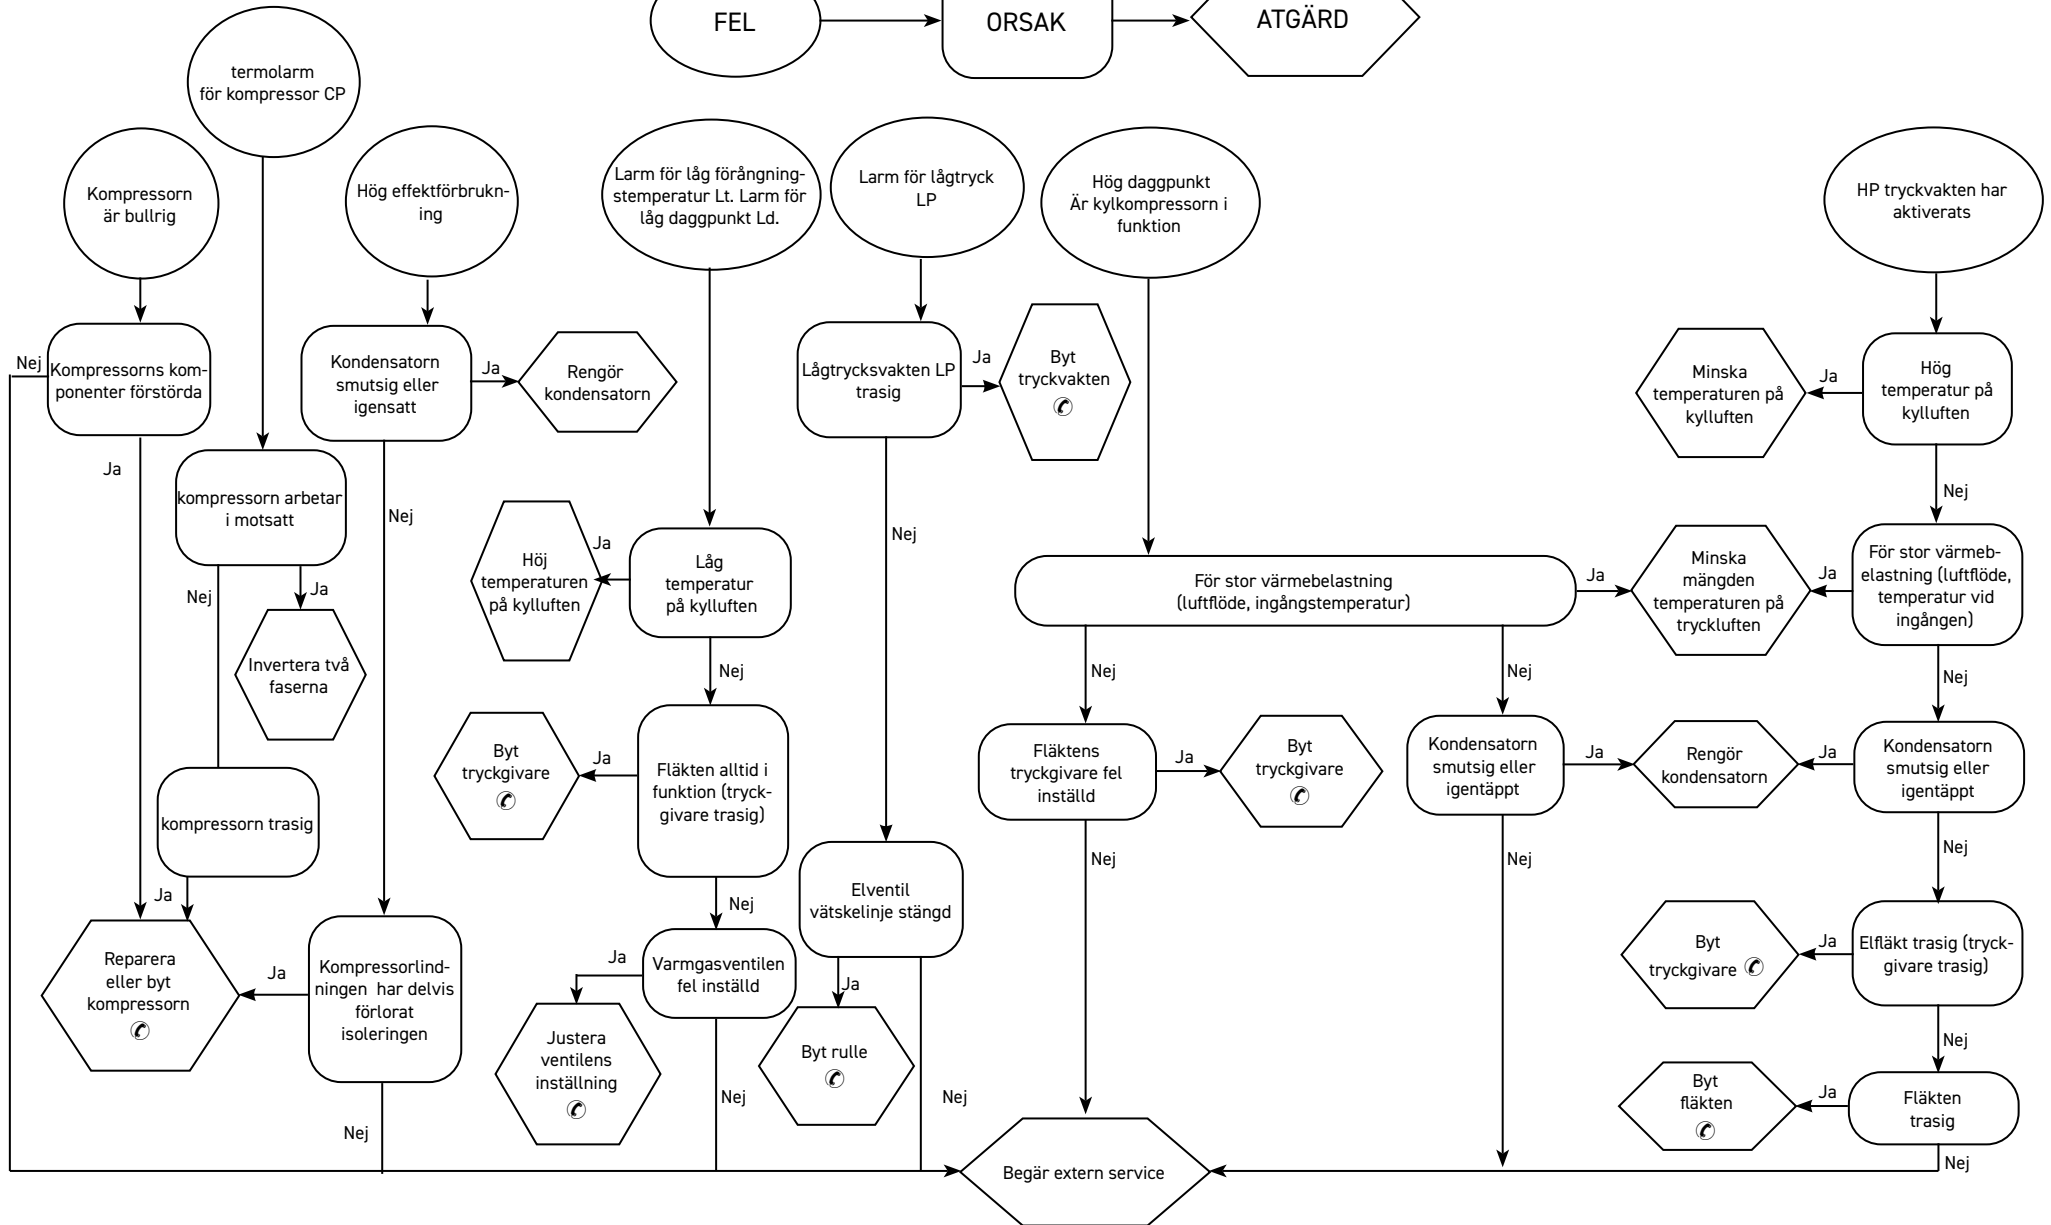 FEL
ORSAK
ATGÄRD
termolarm
för kompressor CP
Kompressorn
är bullrig
Hög effektförbrukn-
ing
Larm för låg förångning-
stemperatur Lt. Larm för
låg daggpunkt Ld.
Larm för lågtryck
LP
Hög daggpunkt
Är kylkompressorn i
funktion
HP tryckvakten har
aktiverats
Nej
Kompressorns kom-
ponenter förstörda
Ja
Kondensatorn
smutsig eller
igensatt
Ja
Rengör
kondensatorn
Nej
Lågtrycksvakten LP
trasig
Ja
Byt
tryckvakten
✆
Nej
Hög
temperatur på
kylluften
Ja
Minska
temperaturen på
kylluften
Nej
kompressorn arbetar
i motsatt
Nej
Ja
Invertera två
faserna
Höj
temperaturen
på kylluften
Ja
Låg
temperatur
på kylluften
Nej
För stor värmebelastning
(luftflöde, ingångstemperatur)
Ja
Minska
mängden
temperaturen på
tryckluften
Ja
För stor värmeb-
elastning (luftflöde,
temperatur vid
ingången)
Nej
Nej
Nej
Byt
tryckgivare
✆
Ja
Fläkten alltid i
funktion (tryck-
givare trasig)
Nej
Fläktens
tryckgivare fel
inställd
Ja
Byt
tryckgivare
✆
Nej
Kondensatorn
smutsig eller
igentäppt
Ja
Rengör
kondensatorn
Ja
Kondensatorn
smutsig eller
igentäppt
Nej
Nej
kompressorn trasig
Ja
Elventil
vätskelinje stängd
Ja
Nej
Byt rulle
✆
Reparera
eller byt
kompressorn
✆
Ja
Kompressorlind-
ningen har delvis
förlorat
isoleringen
Nej
Ja
Varmgasventilen
fel inställd
Nej
Justera
ventilens
inställning
✆
Byt
tryckgivare ✆
Ja
Elfläkt trasig (tryck-
givare trasig)
Nej
Byt
fläkten
✆
Ja
Fläkten
trasig
Nej
Begär extern service